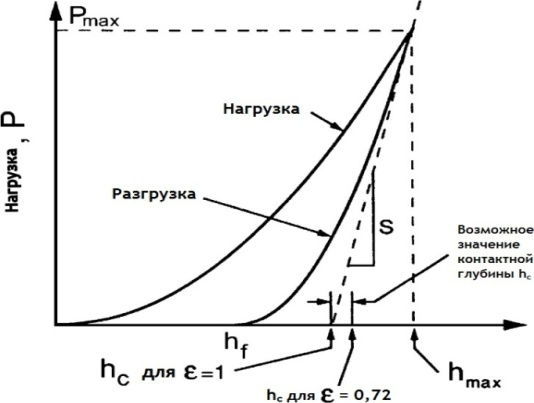 Pmax
Нагрузка , P
Нагрузка
Разгрузка
S
Возможное
значение
контактной
глубины hc
hf
hc для ε=1
hc для ε = 0,72
hmax